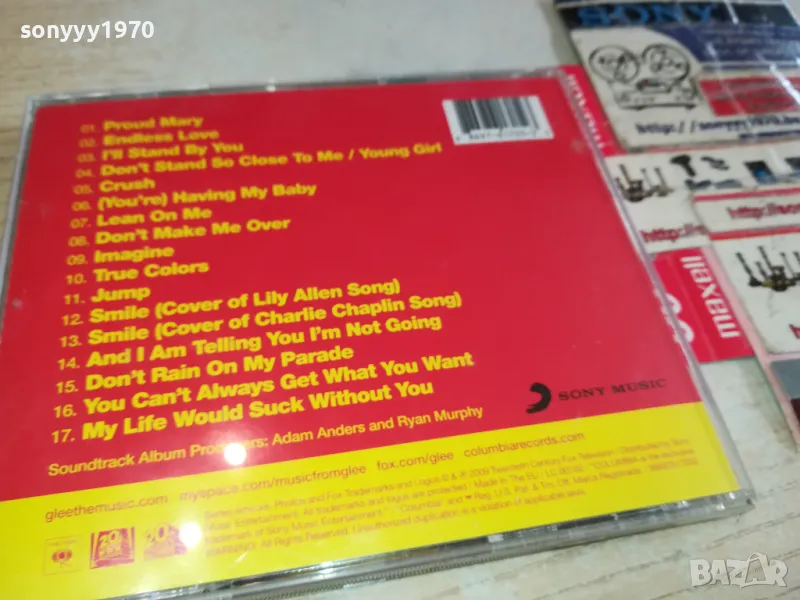 sonyyy1970
SONY
01. Proud Mary
02. Endless Love
03. I'll Stand By You
04. Don't Stand So Close To Me / Young Girl
05. Crush
06. (You're) Having My Baby
07. Lean On Me
08. Don't Make Me Over
09. Imagine
10. True Colors
11. Jump
12. Smile (Cover of Lily Allen Song)
13. Smile (Cover of Charlie Chaplin Song)
14. And I Am Telling You I'm Not Going
15. Don't Rain On My Parade
16. You Can't Always Get What You Want
17. My Life Would Suck Without You
SONY MUSIC
Soundtrack Album Producers: Adam Anders and Ryan Murphy
gleethemusic.com myspace.com/musicfromglee fox.com/glee columbiarecords.com
maxell
BAZAR